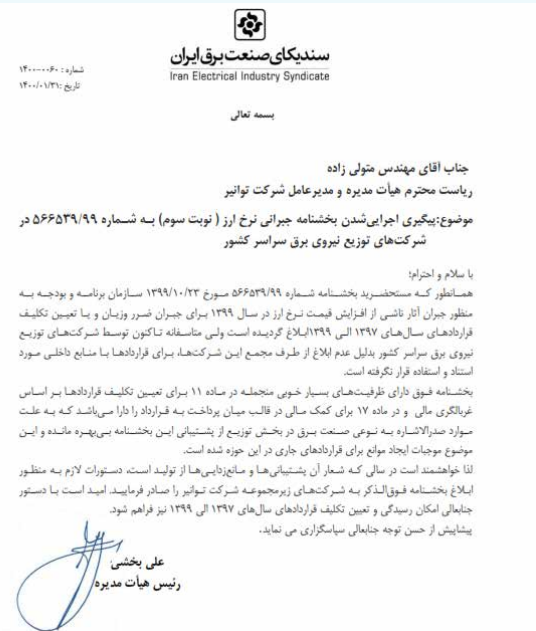 سندیکای صنعت برق ایران
Iran Electrical Industry Syndicate
شماره : ۱۴۰۰-۰۰۶۰
تاریخ : ۱۴۰۰/۰۱/۳۱
بسمه تعالی
جناب آقای مهندس متولی زاده
ریاست محترم هیأت مدیره و مدیرعامل شرکت توانیر
موضوع:پیگیری اجرایی‌شدن بخشنامه جبرانی نرخ ارز ( نوبت سوم) به شماره ۵۶۶۵۳۹/۹۹ در
شرکت‌های توزیع نیروی برق سراسر کشور
با سلام و احترام؛
همانطور که مستحضرید بخشنامه شماره ۵۶۶۵۳۹/۹۹ مورخ ۱۳۹۹/۱۰/۲۳ سازمان برنامه و بودجه به
منظور جبران آثار ناشی از افزایش قیمت نرخ ارز در سال ۱۳۹۹ برای جبران ضرر وزیان و یا تعیین تکلیف
قراردادهای سال‌های ۱۳۹۷ الی ۱۳۹۹ابلاغ گردیده است ولی متاسفانه تاکنون توسط شرکت‌های توزیع
نیروی برق سراسر کشور بدلیل عدم ابلاغ از طرف مجمع این شرکت‌ها، برای قراردادها با منابع داخلی مورد
استناد و استفاده قرار نگرفته است.
بخشنامه فوق دارای ظرفیت‌های بسیار خوبی منجمله در ماده ۱۱ برای تعیین تکلیف قراردادها بر اساس
غربالگری مالی و در ماده ۱۷ برای کمک مالی در قالب میان پرداخت به قرارداد را دارا می‌باشد که به علت
موارد صدرالاشاره به نوعی صنعت برق در بخش توزیع از پشتیبانی این بخشنامه بی‌بهره مانده و این
موضوع موجبات ایجاد موانع برای قراردادهای جاری در این حوزه شده است.
لذا خواهشمند است در سالی که شعار آن پشتیبانی‌ها و مانع‌زدایی‌ها از تولید است، دستورات لازم به منظور
ابلاغ بخشنامه فوق‌الذکر به شرکت‌های زیرمجموعه شرکت توانیر را صادر فرمایید. امید است با دستور
جنابعالی امکان رسیدگی و تعیین تکلیف قراردادهای سال‌های ۱۳۹۷ الی ۱۳۹۹ نیز فراهم شود.
پیشاپیش از حسن توجه جنابعالی سپاسگزاری می نماید.
علی بخشی
رئیس هیأت مدیره